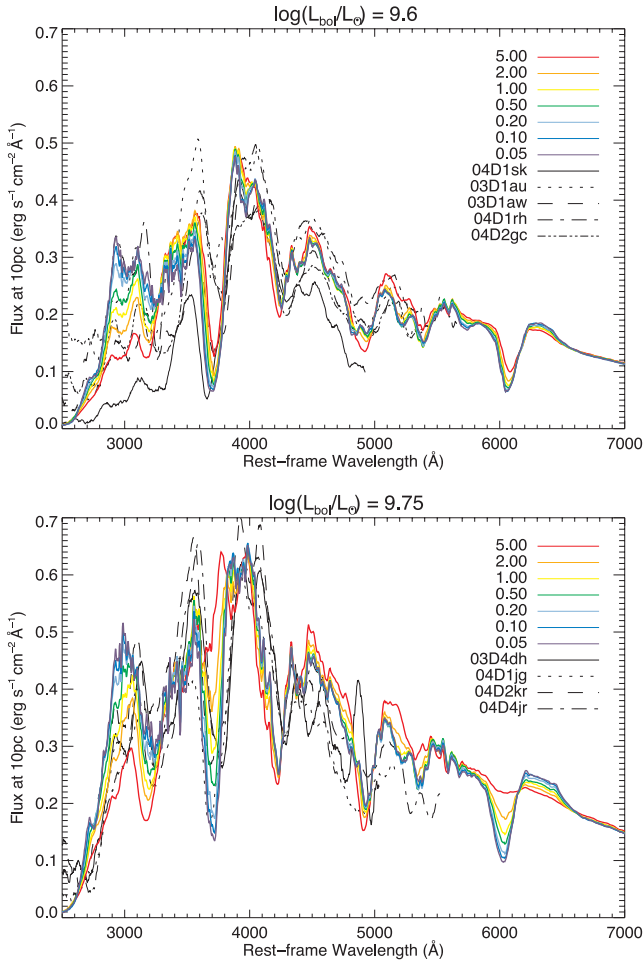 log(L_bol/L_⊙) = 9.6
0.7
0.6
0.5
0.4
0.3
0.2
0.1
0.0
Flux at 10pc (erg s⁻¹ cm⁻² Å⁻¹)
5.00
2.00
1.00
0.50
0.20
0.10
0.05
04D1sk
03D1au
03D1aw
04D1rh
04D2gc
3000 4000 5000 6000 7000
Rest-frame Wavelength (Å)
log(L_bol/L_⊙) = 9.75
0.7
0.6
0.5
0.4
0.3
0.2
0.1
0.0
Flux at 10pc (erg s⁻¹ cm⁻² Å⁻¹)
5.00
2.00
1.00
0.50
0.20
0.10
0.05
03D4dh
04D1jg
04D2kr
04D4jr
3000 4000 5000 6000 7000
Rest-frame Wavelength (Å)